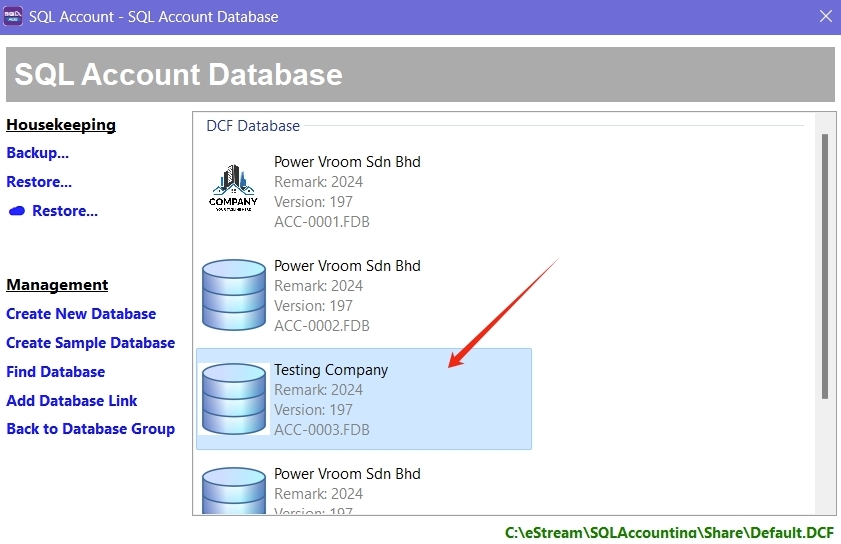 SQL Account - SQL Account Database
SQL Account Database
Housekeeping
Backup...
Restore...
Restore...
Management
Create New Database
Create Sample Database
Find Database
Add Database Link
Back to Database Group
DCF Database
COMPANY
Power Vroom Sdn Bhd
Remark: 2024
Version: 197
ACC-0001.FDB
Power Vroom Sdn Bhd
Remark: 2024
Version: 197
ACC-0002.FDB
Testing Company
Remark: 2024
Version: 197
ACC-0003.FDB
Power Vroom Sdn Bhd
Remark: 2024
Version: 197
C:\eStream\SQLAccounting\Share\Default.DCF